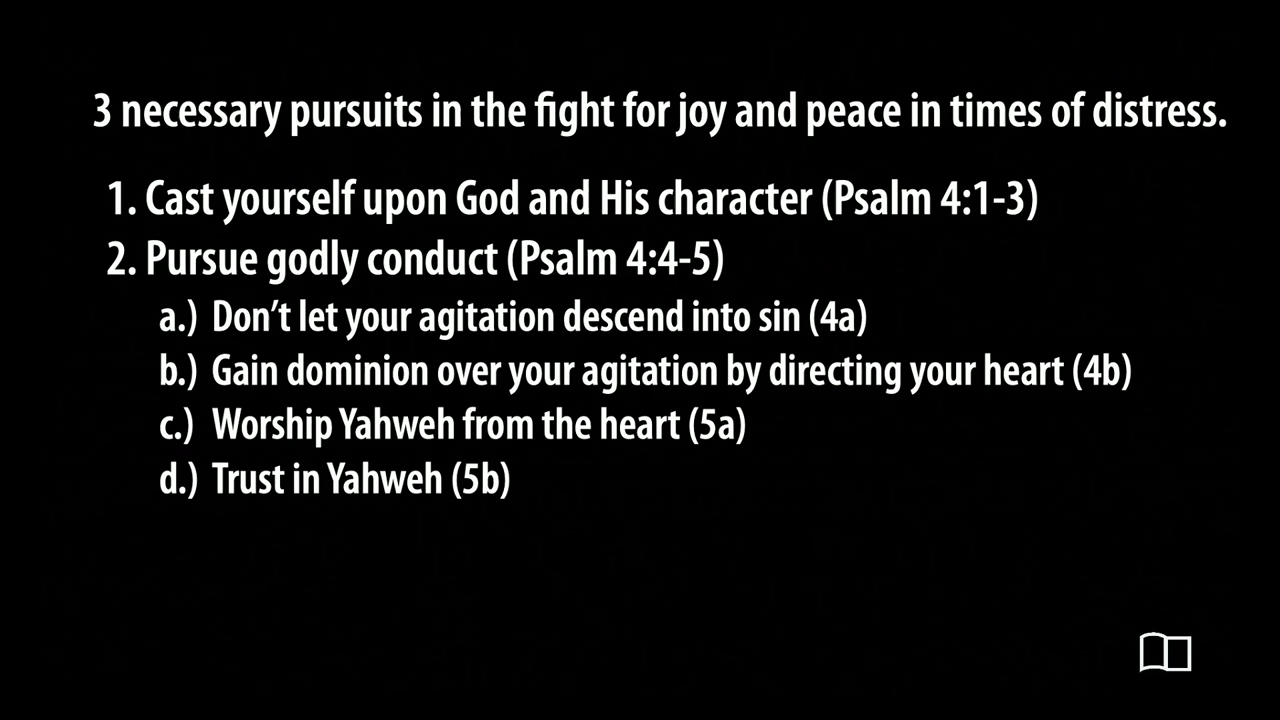 3 necessary pursuits in the fight for joy and peace in times of distress.
1. Cast yourself upon God and His character (Psalm 4:1-3)
2. Pursue godly conduct (Psalm 4:4-5)
a.) Don’t let your agitation descend into sin (4a)
b.) Gain dominion over your agitation by directing your heart (4b)
c.) Worship Yahweh from the heart (5a)
d.) Trust in Yahweh (5b)